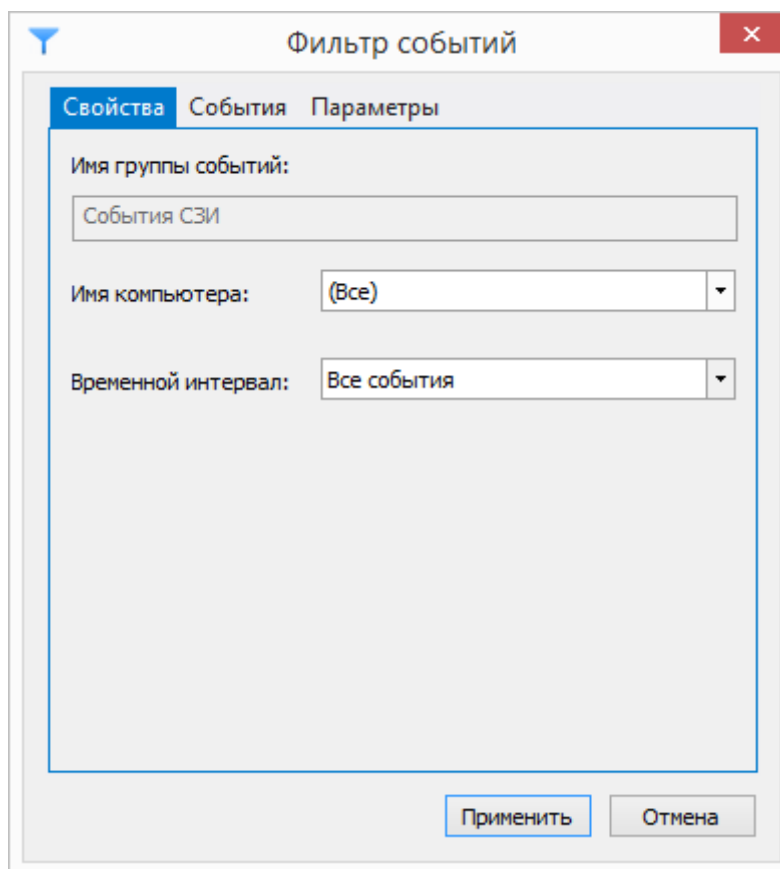 Фильтр событий
Свойства События Параметры
Имя группы событий:
События СЗИ
Имя компьютера: (Все)
Временной интервал: Все события
Применить Отмена